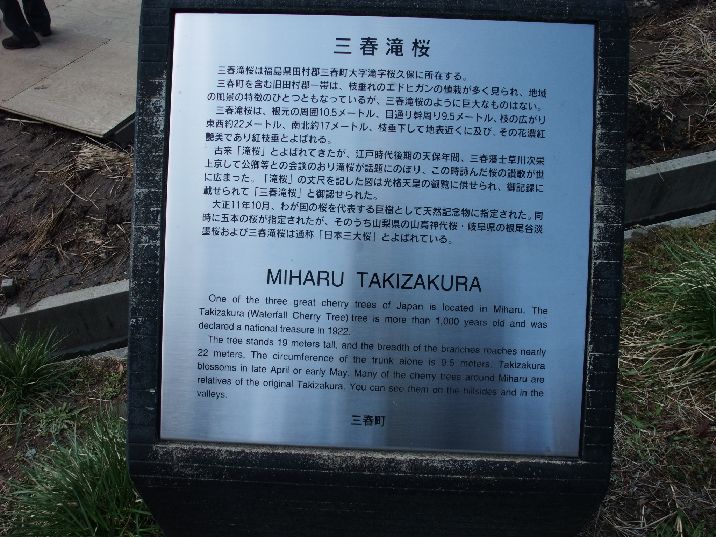 三春滝桜
三春滝桜は福島県田村郡三春町大字滝字桜久保に所在する。
三春町を含む旧田村郡一帯は、枝垂れのエドヒガンの植栽が多く見られ、地域
の風景の特徴のひとつともなっているが、三春滝桜のように巨大なものはない。
三春滝桜は、根元の周囲10.5メートル、目通り幹周り9.5メートル、枝の広がり
東西約22メートル、南北約17メートル、枝垂下して地表近くに及び、その花濃紅
艶美であり紅枝垂とよばれる。
古来「滝桜」とよばれてきたが、江戸時代後期の天保年間、三春藩士草川次栄
上京して公卿等との会談のおり滝桜が話題にのぼり、この時詠んだ桜の讃歌が世
に広まった。「滝桜」の丈尺を記した図は光格天皇の叡覧に供せられ、御記録に
載せられて「三春滝桜」と御認せられた。
大正11年10月、わが国の桜を代表する巨樹として天然記念物に指定された。同
時に五本の桜が指定されたが、そのうち山梨県の山高神代桜・岐阜県の根尾谷淡
墨桜および三春滝桜は通称「日本三大桜」とよばれている。
MIHARU TAKIZAKURA
One of the three great cherry trees of Japan is located in Miharu. The
Takizakura (Waterfall Cherry Tree) tree is more than 1,000 years old and was
declared a national treasure in 1922.
The tree stands 19 meters tall, and the breadth of the branches reaches nearly
22 meters. The circumference of the trunk alone is 9.5 meters. Takizakura
blossoms in late April or early May. Many of the cherry trees around Miharu are
relatives of the original Takizakura. You can see them on the hillsides and in the
valleys.
三春町